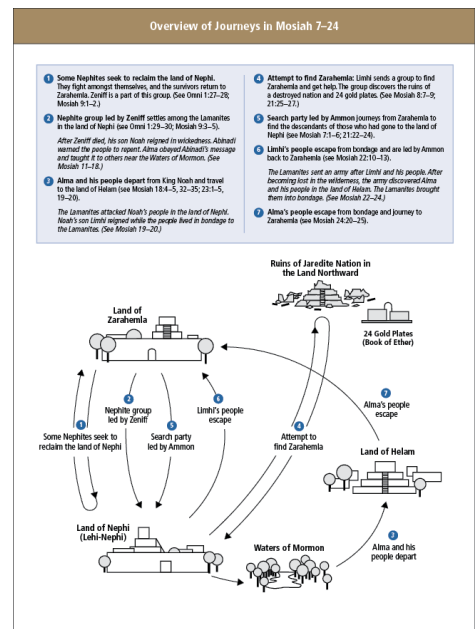 Overview of Journeys in Mosiah 7–24
1 Some Nephites seek to reclaim the land of Nephi.
They fight amongst themselves, and the survivors return to
Zarahemla. Zeniff is a part of this group. (See Omni 1:27–28;
Mosiah 9:1–2.)
2 Nephite group led by Zeniff settles among the Lamanites
in the land of Nephi (see Omni 1:29–30; Mosiah 9:3–5).
After Zeniff died, his son Noah reigned in wickedness. Abinadi
warned the people to repent. Alma obeyed Abinadi's message
and taught it to others near the Waters of Mormon. (See
Mosiah 11–18.)
3 Alma and his people depart from King Noah and travel
to the land of Helam (see Mosiah 18:4–5, 32–35; 23:1–5,
19–20).
The Lamanites attacked Noah's people in the land of Nephi.
Noah's son Limhi reigned while the people lived in bondage to
the Lamanites. (See Mosiah 19–20.)
4 Attempt to find Zarahemla: Limhi sends a group to find
Zarahemla and get help. The group discovers the ruins of
a destroyed nation and 24 gold plates. (See Mosiah 8:7–9;
21:25–27.)
5 Search party led by Ammon journeys from Zarahemla to
find the descendants of those who had gone to the land of
Nephi (see Mosiah 7:1–6; 21:22–24).
6 Limhi's people escape from bondage and are led by Ammon
back to Zarahemla (see Mosiah 22:10–13).
The Lamanites sent an army after Limhi and his people. After
becoming lost in the wilderness, the army discovered Alma
and his people in the land of Helam. The Lamanites brought
them into bondage. (See Mosiah 22–24.)
7 Alma's people escape from bondage and journey to
Zarahemla (see Mosiah 24:20–25).
Ruins of Jaredite Nation in
the Land Northward
24 Gold Plates
(Book of Ether)
Land of
Zarahemla
1
Some Nephites seek to
reclaim the land of Nephi
2
Nephite group
led by Zeniff
5
Search party
led by Ammon
6
Limhi's people
escape
4
Attempt to
find Zarahemla
7
Alma's people
escape
Land of Helam
Land of Nephi
(Lehi-Nephi)
Waters of Mormon
3
Alma and his
people depart